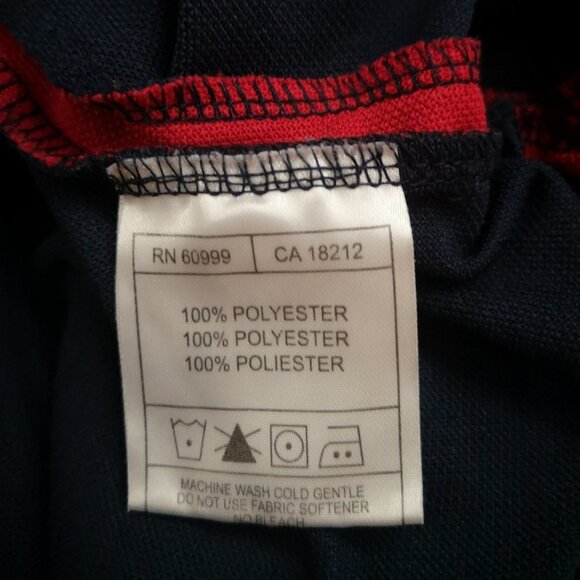 RN 60999 CA 18212
100% POLYESTER
100% POLYESTER
100% POLIESTER
MACHINE WASH COLD GENTLE
DO NOT USE FABRIC SOFTENER
NO BLEACH